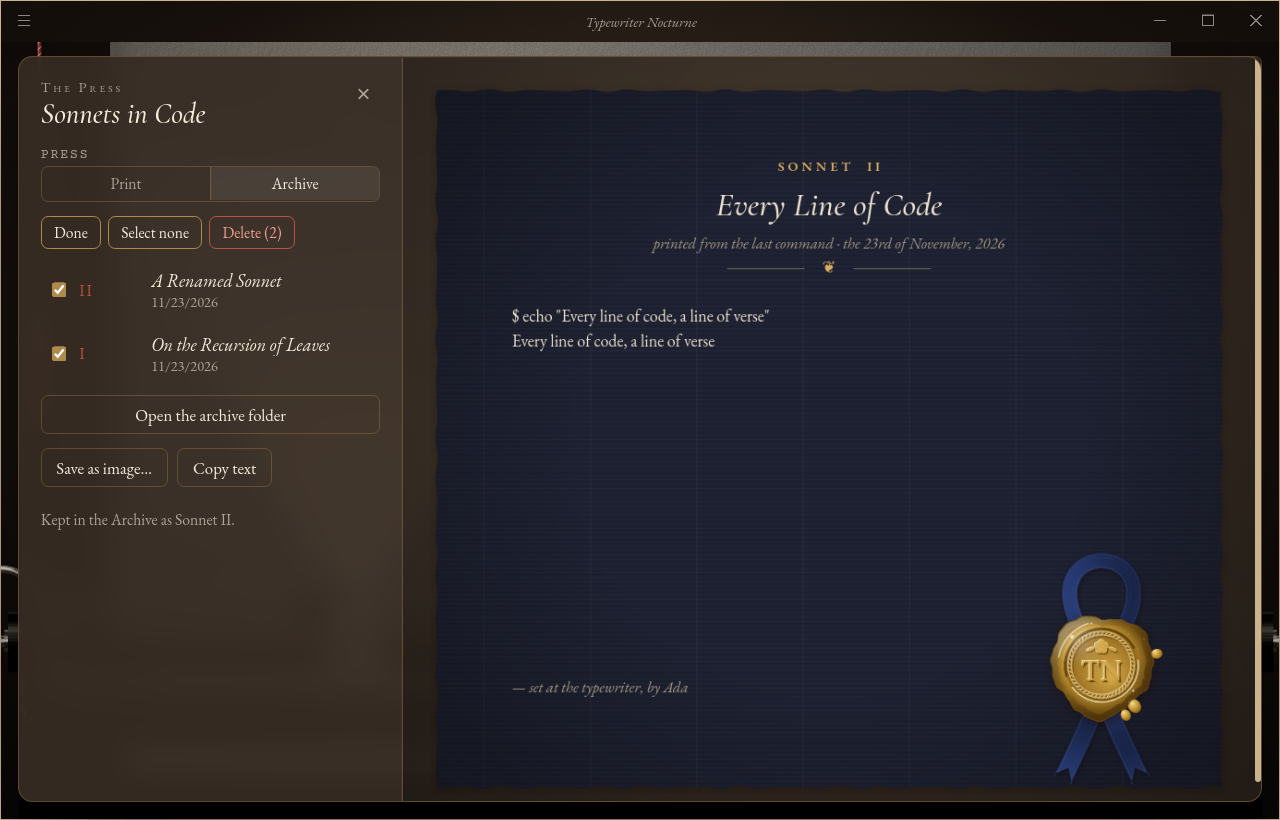 Typewriter Nocturne
The Press
Sonnets in Code
PRESS
Print
Archive
Done
Select none
Delete (2)
II
A Renamed Sonnet
11/23/2026
I
On the Recursion of Leaves
11/23/2026
Open the archive folder
Save as image…
Copy text
Kept in the Archive as Sonnet II.
SONNET II
Every Line of Code
printed from the last command · the 23rd of November, 2026
$ echo "Every line of code, a line of verse"
Every line of code, a line of verse
— set at the typewriter, by Ada
TN